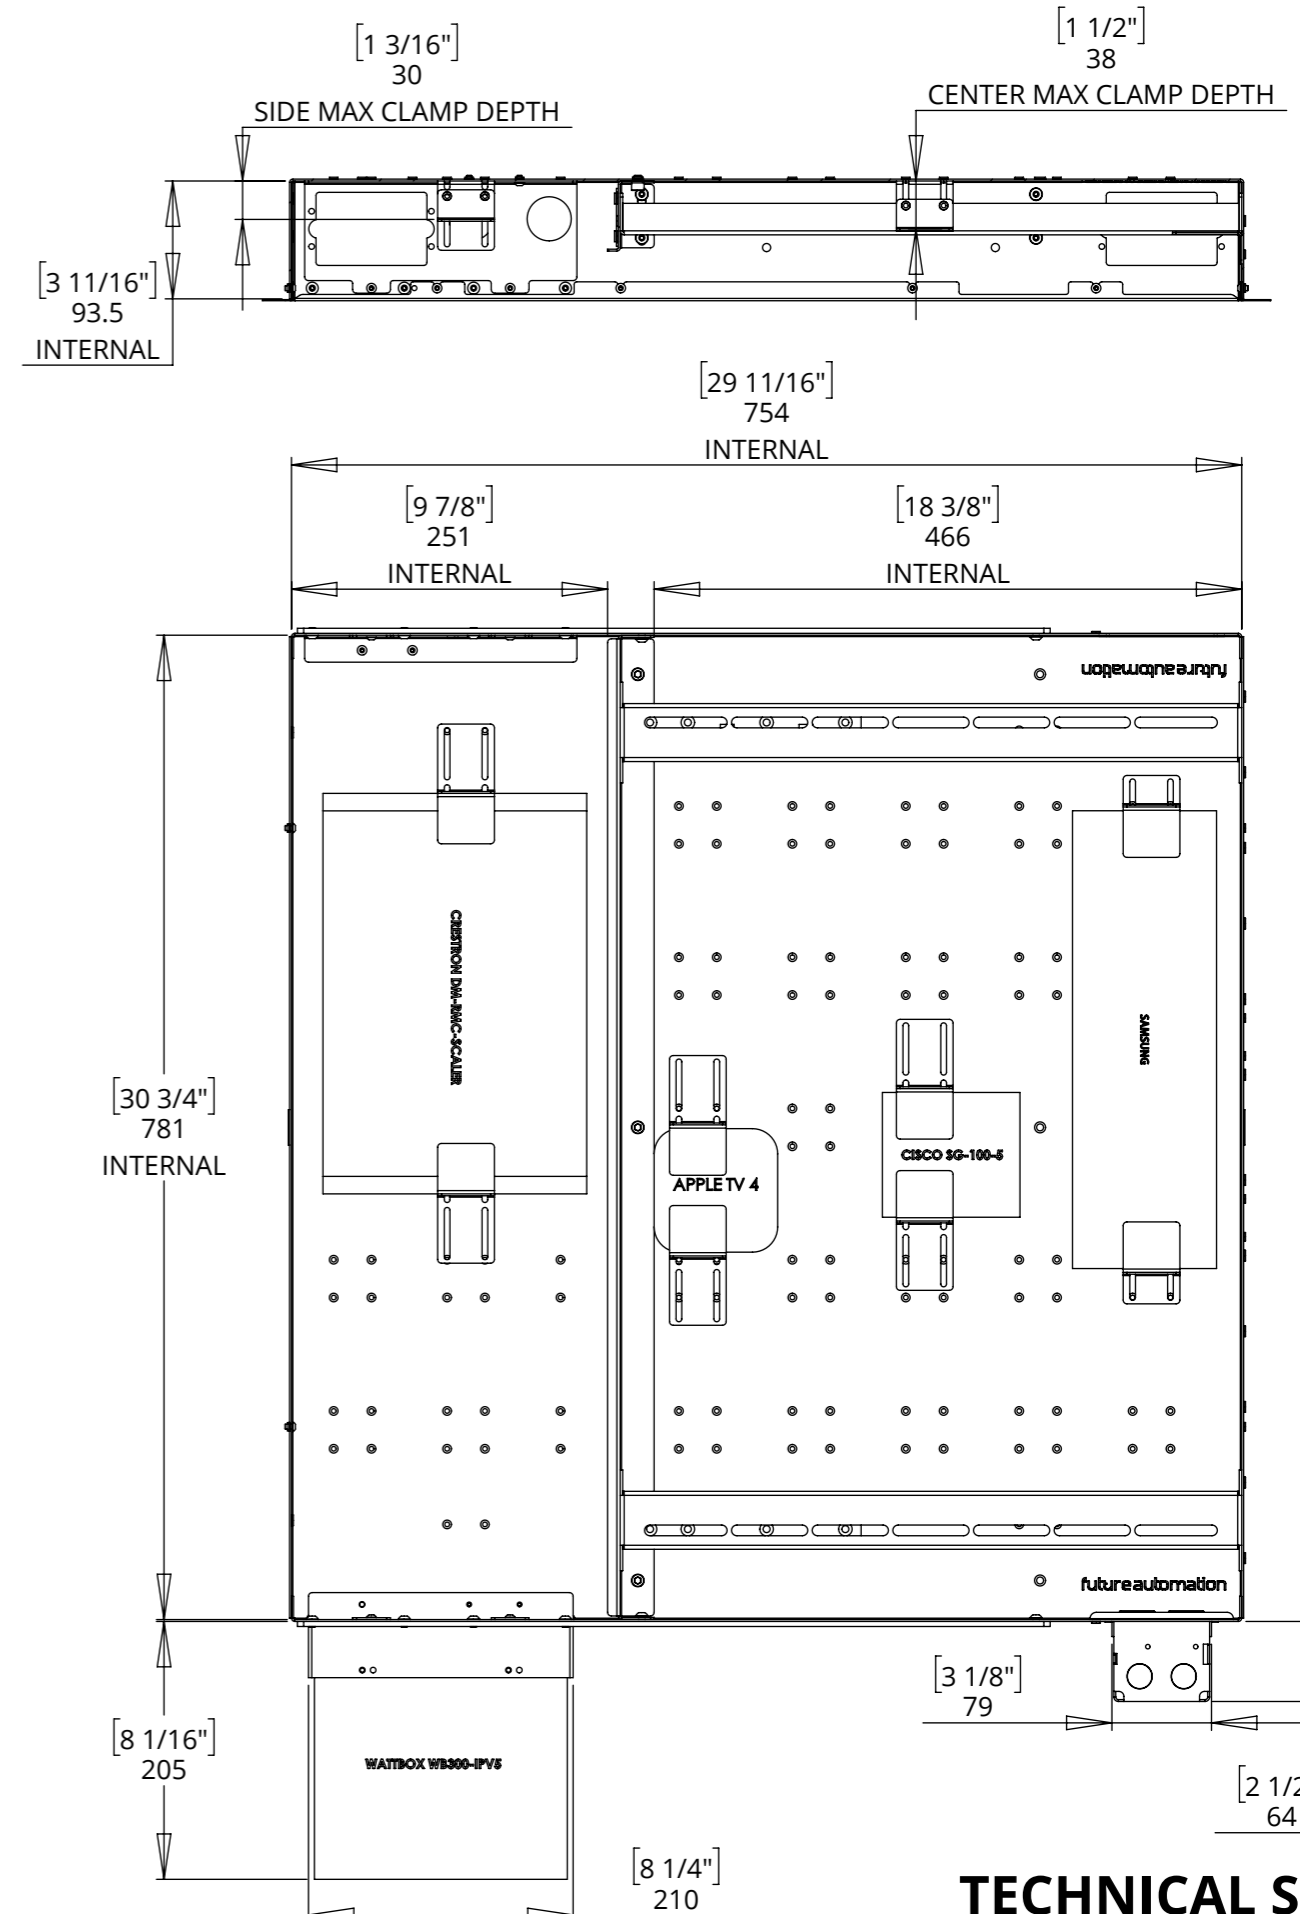 [1 3/16"]
30
SIDE MAX CLAMP DEPTH
[1 1/2"]
38
CENTER MAX CLAMP DEPTH
[3 11/16"]
93.5
INTERNAL
[29 11/16"]
754
INTERNAL
[9 7/8"]
251
INTERNAL
[18 3/8"]
466
INTERNAL
futureautomation
CRESTRON DM-RMC-SCALER
SAMSUNG
[30 3/4"]
781
INTERNAL
CISCO SG-100-5
APPLE TV 4
futureautomation
[3 1/8"]
79
[8 1/16"]
205
WATTBOX WB300-IPV5
[2 1/2
64
[8 1/4"]
210
TECHNICAL S